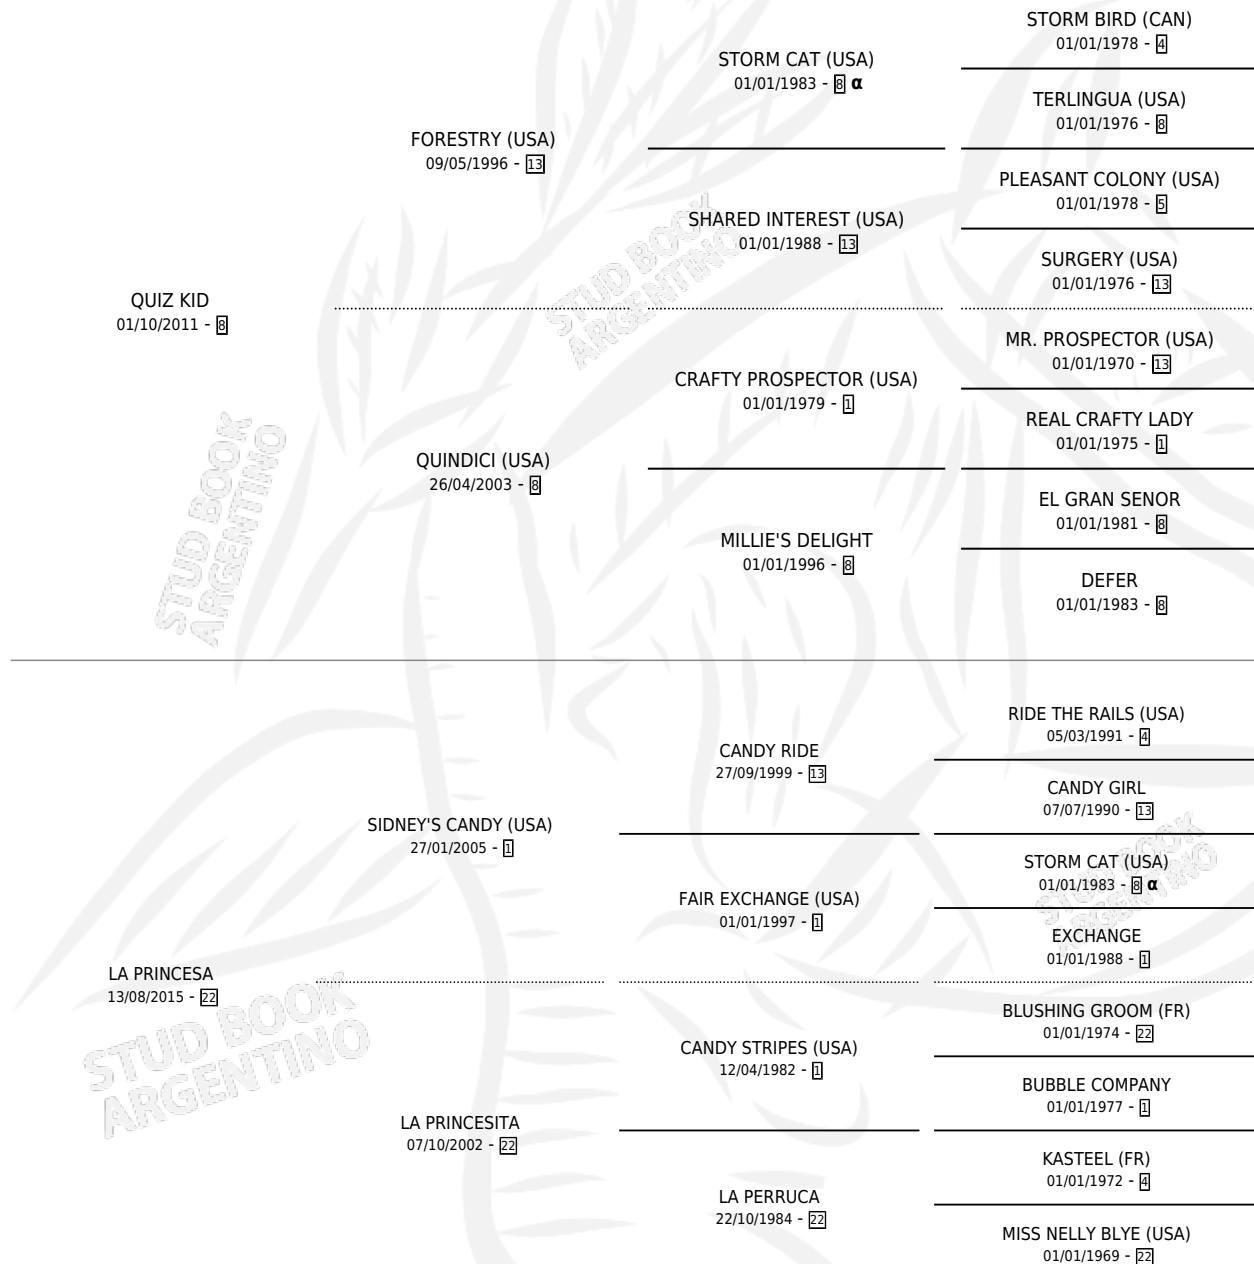 STORM BIRD (CAN)
01/01/1978 - 4
STORM CAT (USA)
01/01/1983 - 8 α
TERLINGUA (USA)
01/01/1976 - 8
FORESTRY (USA)
09/05/1996 - 13
PLEASANT COLONY (USA)
01/01/1978 - 5
SHARED INTEREST (USA)
01/01/1988 - 13
SURGERY (USA)
01/01/1976 - 13
QUIZ KID
01/10/2011 - 8
MR. PROSPECTOR (USA)
01/01/1970 - 13
CRAFTY PROSPECTOR (USA)
01/01/1979 - 1
REAL CRAFTY LADY
01/01/1975 - 1
QUINDICI (USA)
26/04/2003 - 8
EL GRAN SENOR
01/01/1981 - 8
MILLIE'S DELIGHT
01/01/1996 - 8
DEFER
01/01/1983 - 8
STUD BOOK
ARGENTINO
STUD BOOK
ARGENTINO
RIDE THE RAILS (USA)
05/03/1991 - 4
CANDY RIDE
27/09/1999 - 13
CANDY GIRL
07/07/1990 - 13
SIDNEY'S CANDY (USA)
27/01/2005 - 1
STORM CAT (USA)
01/01/1983 - 8 α
FAIR EXCHANGE (USA)
01/01/1997 - 1
EXCHANGE
01/01/1988 - 1
LA PRINCESA
13/08/2015 - 22
BLUSHING GROOM (FR)
01/01/1974 - 22
CANDY STRIPES (USA)
12/04/1982 - 1
BUBBLE COMPANY
01/01/1977 - 1
LA PRINCESITA
07/10/2002 - 22
KASTEEL (FR)
01/01/1972 - 4
LA PERRUCA
22/10/1984 - 22
MISS NELLY BLYE (USA)
01/01/1969 - 22
STUD BOOK
ARGENTINO
STUD BOOK
ARGENTINO